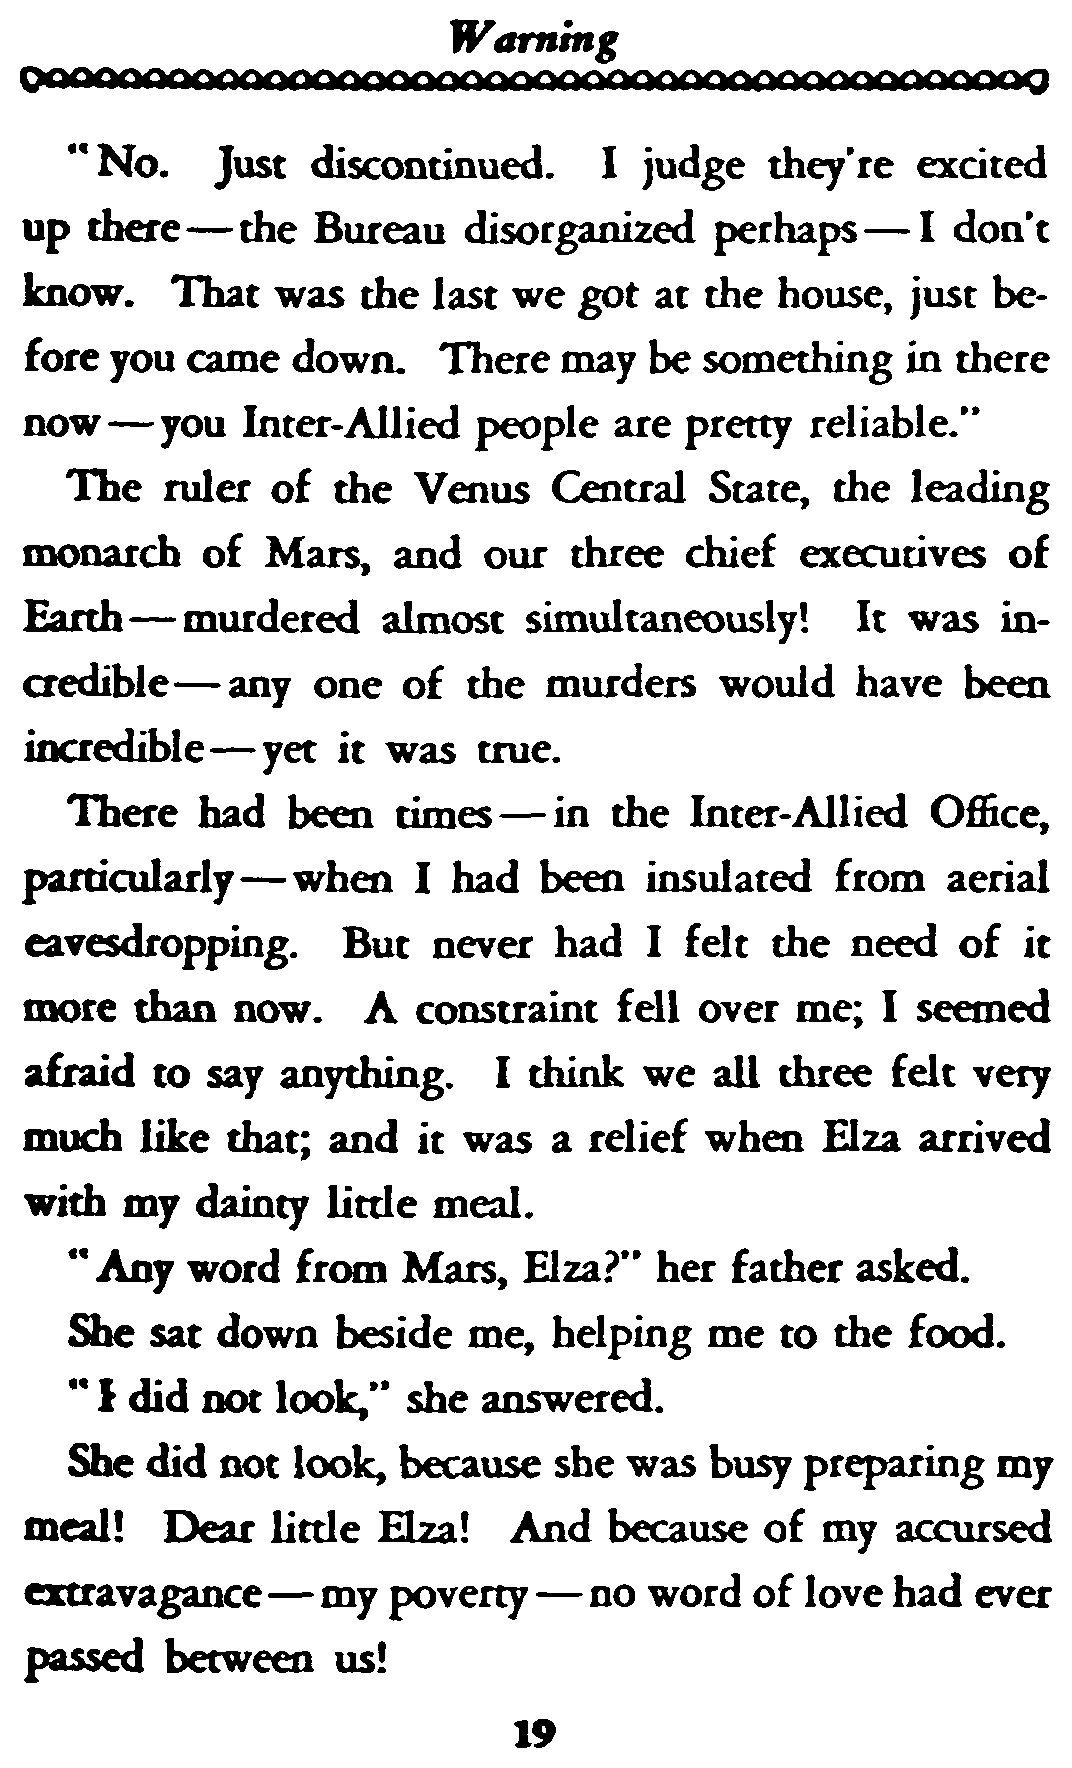 Warning
"No. Just discontinued. I judge they're excited
up there—the Bureau disorganized perhaps—I don't
know. That was the last we got at the house, just be-
fore you came down. There may be something in there
now—you Inter-Allied people are pretty reliable."
The ruler of the Venus Central State, the leading
monarch of Mars, and our three chief executives of
Earth—murdered almost simultaneously! It was in-
credible—any one of the murders would have been
incredible—yet it was true.
There had been times—in the Inter-Allied Office,
particularly—when I had been insulated from aerial
eavesdropping. But never had I felt the need of it
more than now. A constraint fell over me; I seemed
afraid to say anything. I think we all three felt very
much like that; and it was a relief when Elza arrived
with my dainty little meal.
"Any word from Mars, Elza?" her father asked.
She sat down beside me, helping me to the food.
"I did not look," she answered.
She did not look, because she was busy preparing my
meal! Dear little Elza! And because of my accursed
extravagance—my poverty—no word of love had ever
passed between us!
19